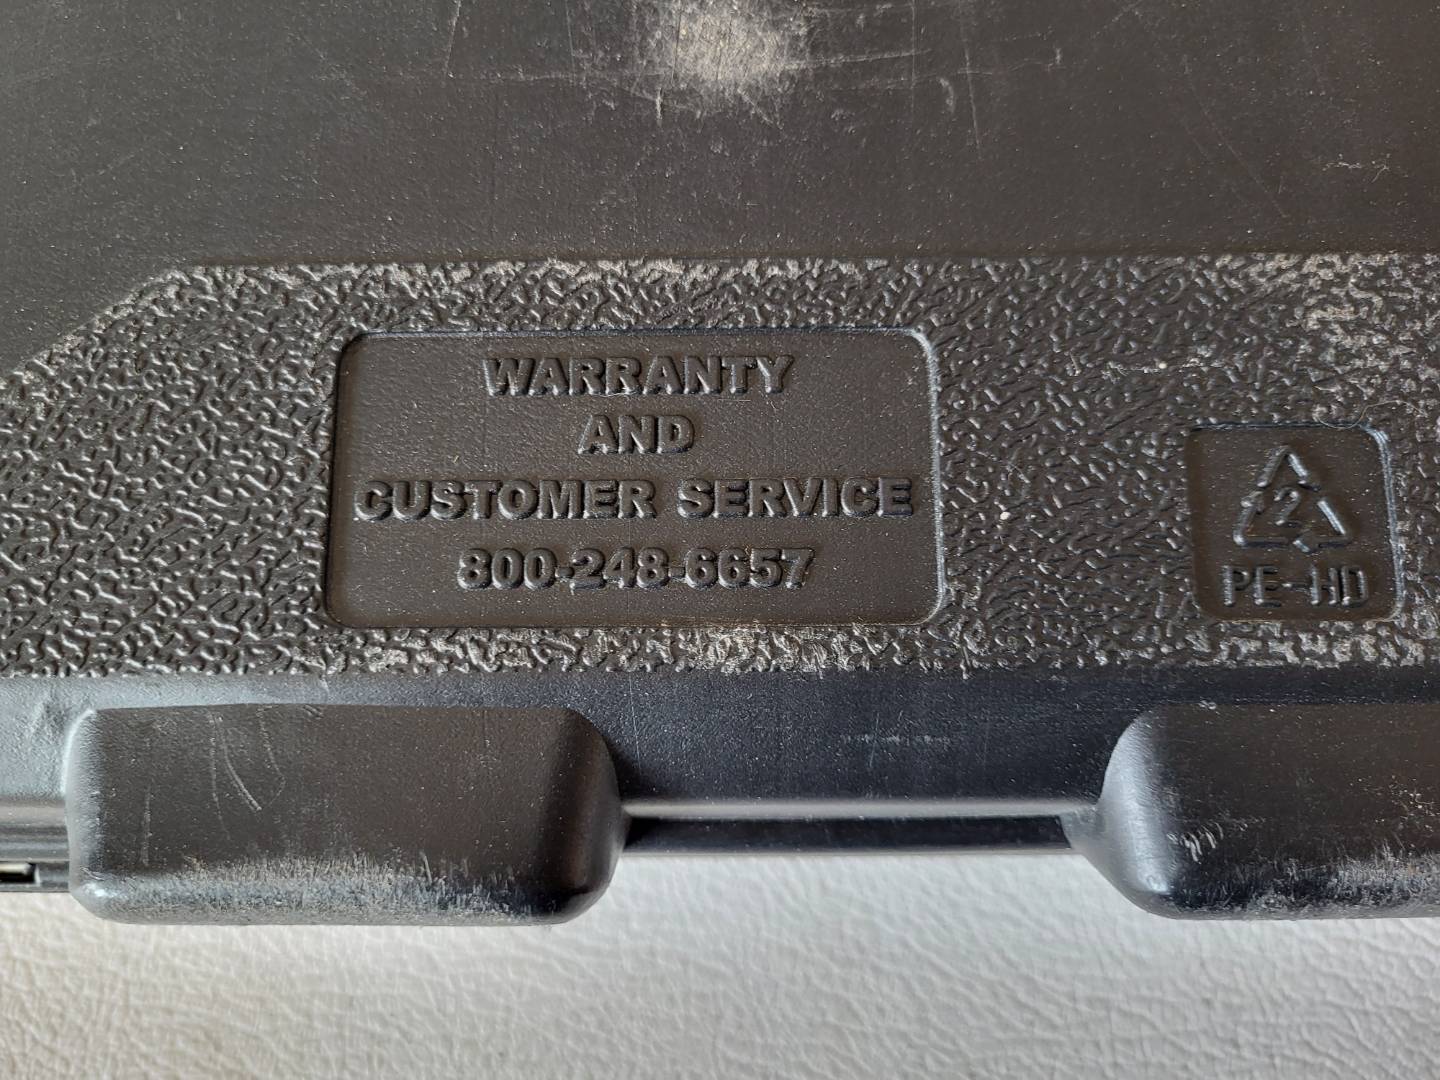 WARRANTY
AND
CUSTOMER SERVICE
800-248-6657
2
PE-HD